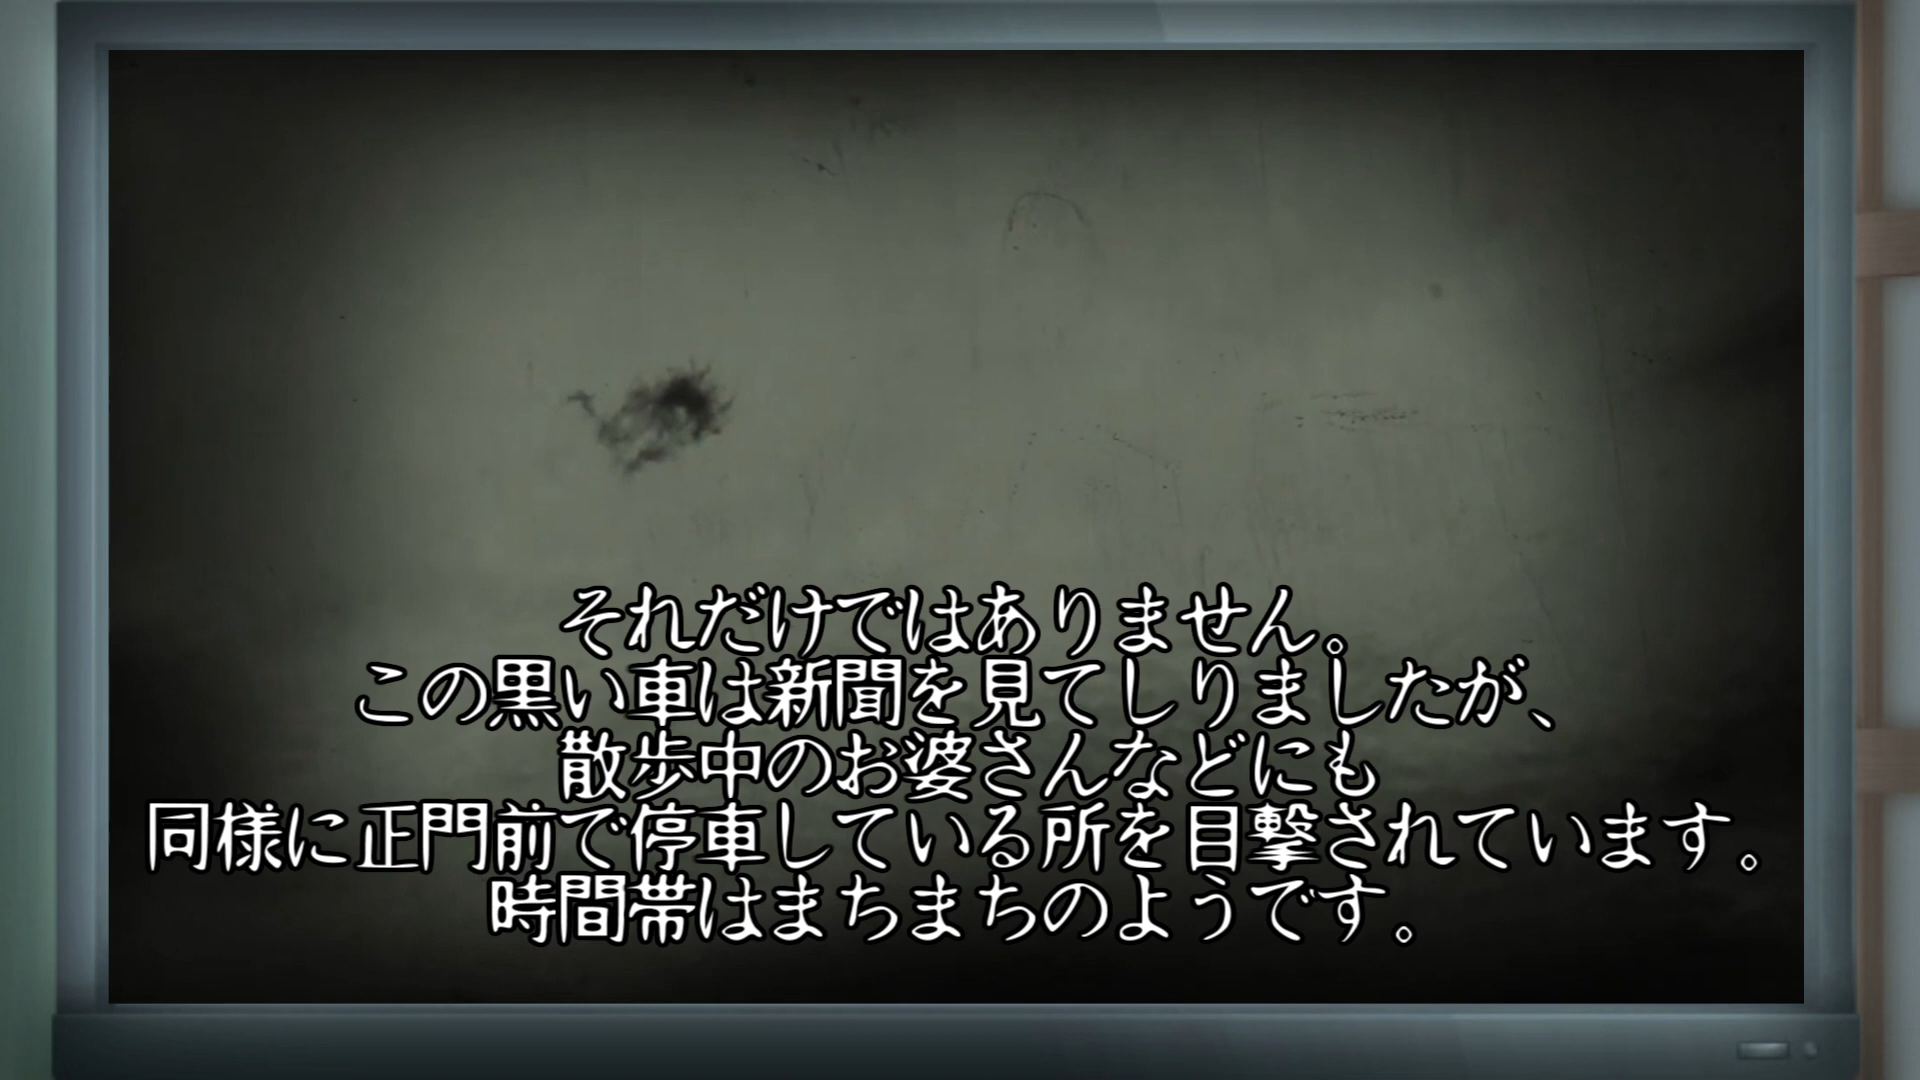 それだけではありません。
この黒い車は新聞を見てしりましたが、
散歩中のお婆さんなどにも
同様に正門前で停車している所を目撃されています。
時間帯はまちまちのようです。